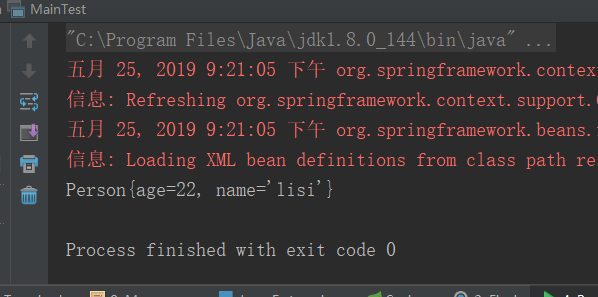 MainTest
"C:\Program Files\Java\jdk1.8.0_144\bin\java" ...
五月 25, 2019 9:21:05 下午 org.springframework.contex
信息: Refreshing org.springframework.context.support.
五月 25, 2019 9:21:05 下午 org.springframework.beans.
信息: Loading XML bean definitions from class path re
Person{age=22, name='lisi'}
Process finished with exit code 0